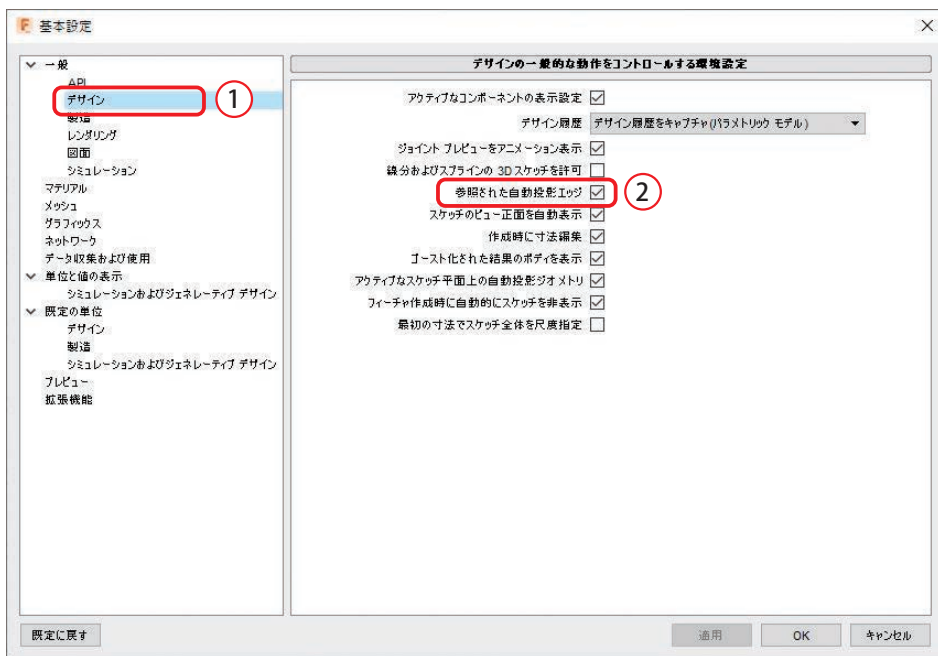 基本設定
一般
API
デザイン
①
製造
レンダリング
図面
シミュレーション
マテリアル
メッシュ
グラフィックス
ネットワーク
データ収集および使用
単位と値の表示
シミュレーションおよびジェネレーティブ デザイン
既定の単位
デザイン
製造
シミュレーションおよびジェネレーティブ デザイン
プレビュー
拡張機能
デザインの一般的な動作をコントロールする環境設定
アクティブなコンポーネントの表示設定
デザイン履歴 デザイン履歴をキャプチャ(パラメトリック モデル)
ジョイント プレビューをアニメーション表示
線分およびスプラインの 3D スケッチを許可
参照された自動投影エッジ ②
スケッチのビュー正面を自動表示
作成時に寸法編集
ゴースト化された結果のボディを表示
アクティブなスケッチ平面上の自動投影ジオメトリ
フィーチャ作成時に自動的にスケッチを非表示
最初の寸法でスケッチ全体を尺度指定
既定に戻す
適用
OK
キャンセル